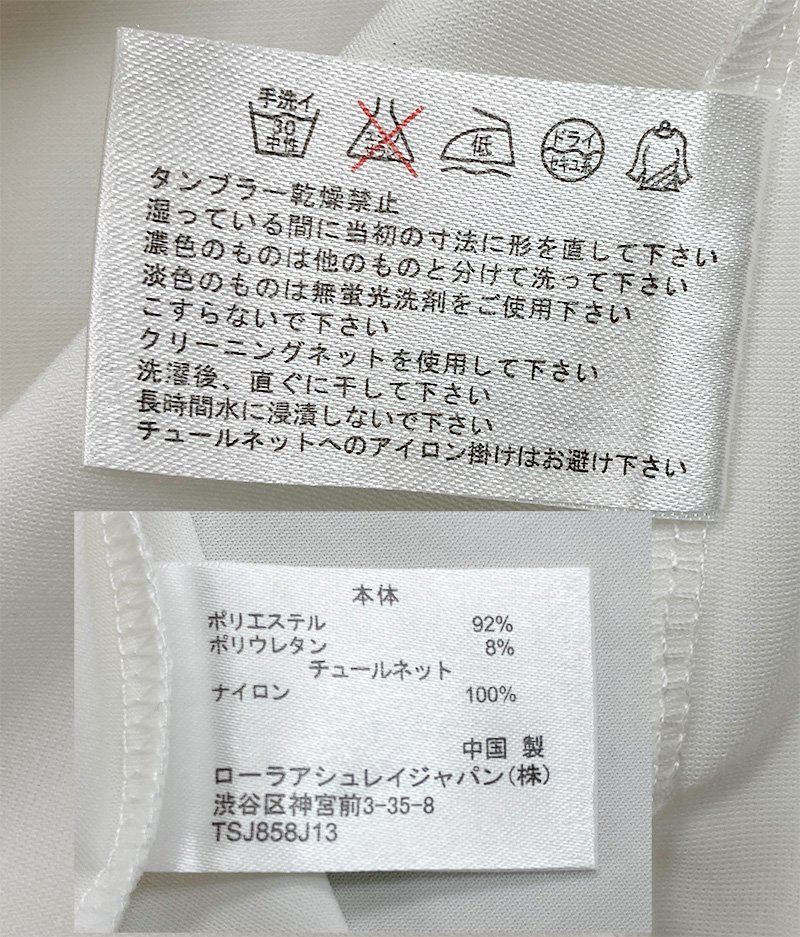 手洗イ
30
中性
エンソ
サラシ
低
ドライ
セキユ系
タンブラー乾燥禁止
湿っている間に当初の寸法に形を直して下さい
濃色のものは他のものと分けて洗って下さい
淡色のものは無蛍光洗剤をご使用下さい
こすらないで下さい
クリーニングネットを使用して下さい
洗濯後、直ぐに干して下さい
長時間水に浸漬しないで下さい
チュールネットへのアイロン掛けはお避け下さい
本体
ポリエステル 92%
ポリウレタン 8%
チュールネット
ナイロン 100%
中国 製
ローラアシュレイジャパン(株)
渋谷区神宮前3-35-8
TSJ858J13